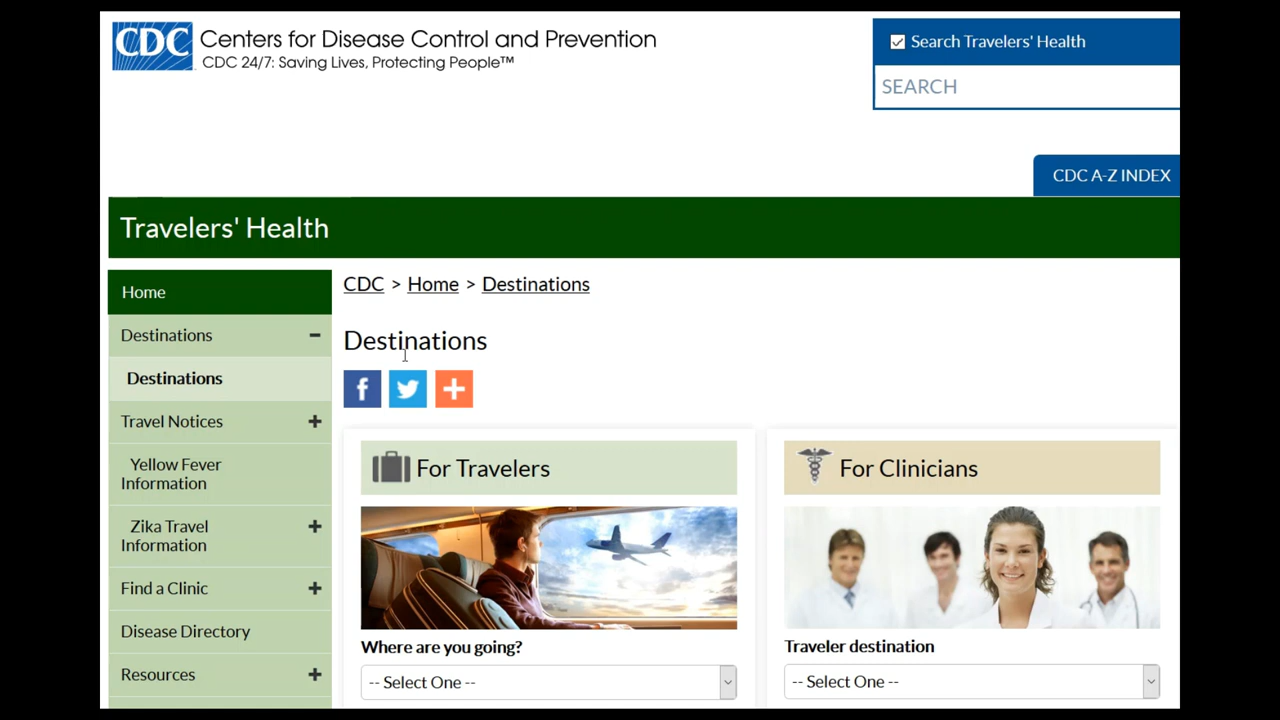 CDC
Centers for Disease Control and Prevention
CDC 24/7: Saving Lives, Protecting People™
Search Travelers' Health
SEARCH
CDC A-Z INDEX
Travelers' Health
Home
Destinations
Destinations
Travel Notices
Yellow Fever
Information
Zika Travel
Information
Find a Clinic
Disease Directory
Resources
CDC > Home > Destinations
Destinations
For Travelers
Where are you going?
-- Select One --
For Clinicians
Traveler destination
-- Select One --